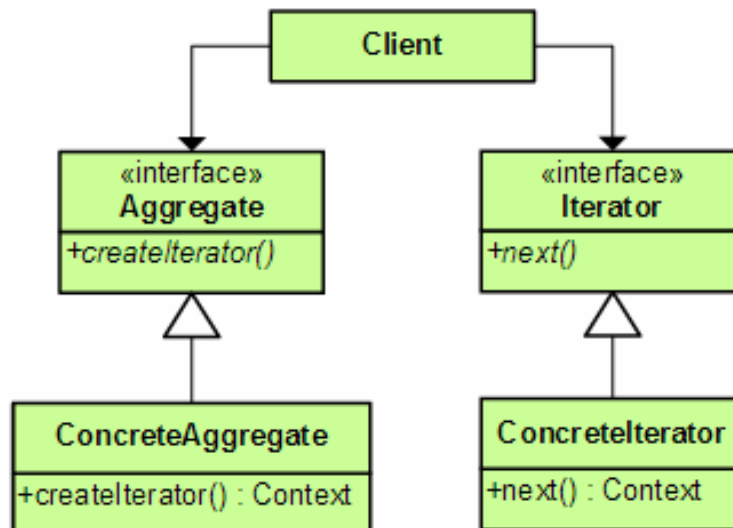 Client
«interface»
Aggregate
+createIterator()
«interface»
Iterator
+next()
ConcreteAggregate
+createIterator() : Context
ConcreteIterator
+next() : Context